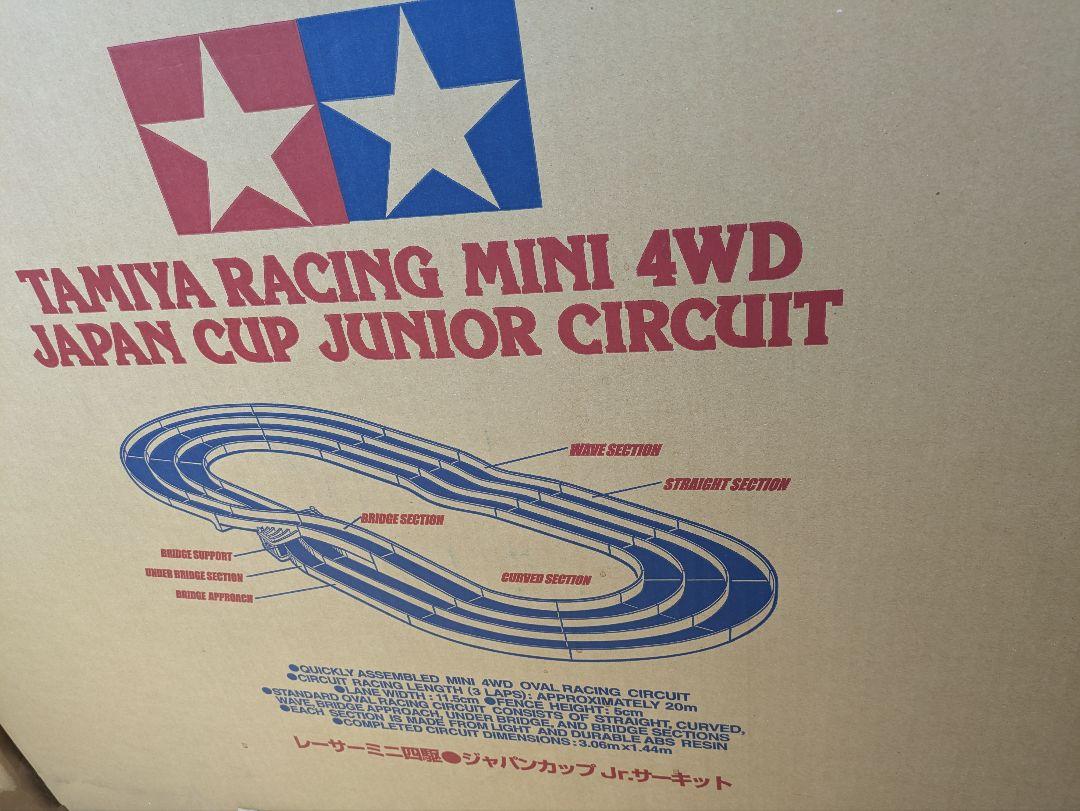 TAMIYA RACING MINI 4WD
JAPAN CUP JUNIOR CIRCUIT
WAVE SECTION
STRAIGHT SECTION
BRIDGE SECTION
BRIDGE SUPPORT
UNDER BRIDGE SECTION
CURVED SECTION
BRIDGE APPROACH
●QUICKLY ASSEMBLED MINI 4WD OVAL RACING CIRCUIT
●CIRCUIT RACING LENGTH (3 LAPS): APPROXIMATELY 20m
●LANE WIDTH : 11.5cm ●FENCE HEIGHT: 5cm
●STANDARD OVAL RACING CIRCUIT CONSISTS OF STRAIGHT, CURVED,
WAVE, BRIDGE APPROACH, UNDER BRIDGE, AND BRIDGE SECTIONS
●EACH SECTION IS MADE FROM LIGHT AND DURABLE ABS RESIN
●COMPLETED CIRCUIT DIMENSIONS : 3.06m×1.44m
レーサーミニ四駆●ジャパンカップ Jr.サーキット